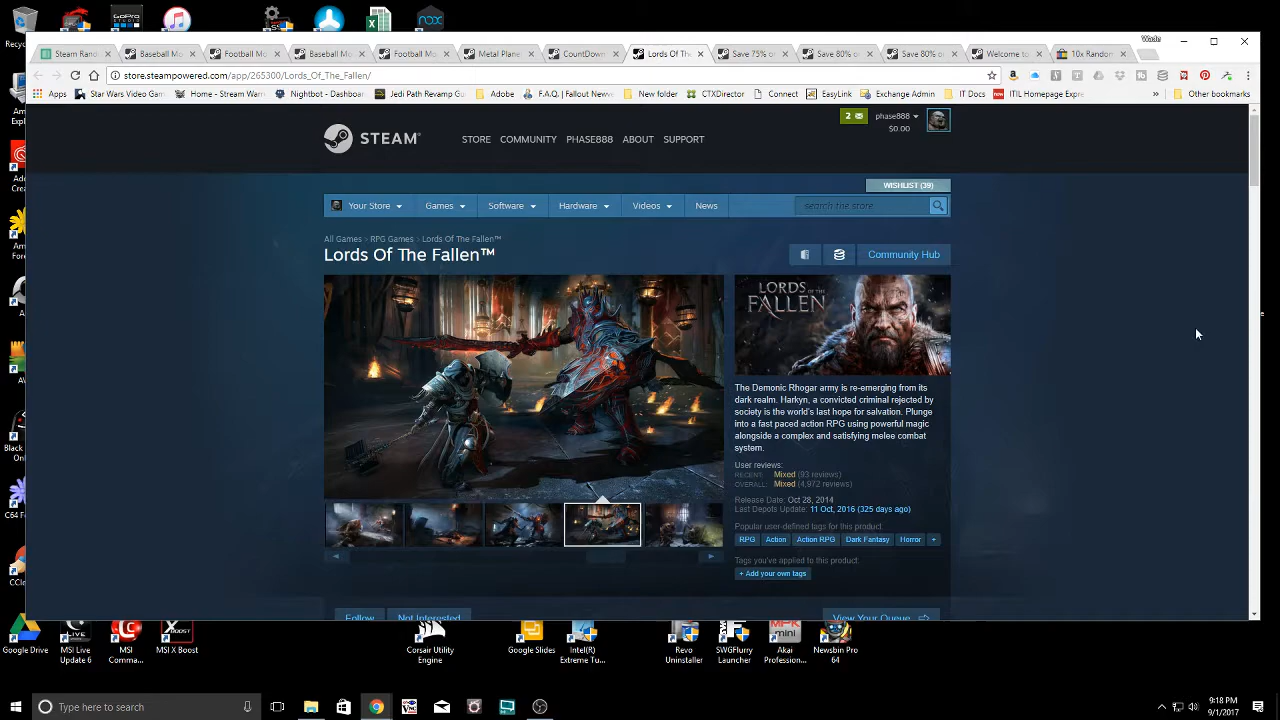 Recyc
Wade
Steam Ran
Baseball Mo
Football Mo
Baseball Mo
Football Mo
Metal Plane
CountDown
Lords Of Th
Save 75% o
Save 80% o
Save 80% o
Welcome to
10x Random
store.steampowered.com/app/265300/Lords_Of_The_Fallen/
Apps
Star Wars Video Gam
Home - Stream Warr
Nightbot - Dashboar
Jedi Path Revamp Gu
Adobe
F.A.Q. | Fallout Newve
New folder
CTXDirector
Connect
EasyLink
Exchange Admin
IT Docs
ITIL Homepage Expre
»
Other bookmarks
STEAM®
STORE
COMMUNITY
PHASE888
ABOUT
SUPPORT
2
phase888
$0.00
WISHLIST (39)
Your Store
Games
Software
Hardware
Videos
News
search the store
All Games > RPG Games > Lords Of The Fallen™
Lords Of The Fallen™
Community Hub
LORDS OF THE
FALLEN
The Demonic Rhogar army is re-emerging from its
dark realm. Harkyn, a convicted criminal rejected by
society is the world's last hope for salvation. Plunge
into a fast paced action RPG using powerful magic
alongside a complex and satisfying melee combat
system.
User reviews:
RECENT: Mixed (93 reviews)
OVERALL: Mixed (4,972 reviews)
Release Date: Oct 28, 2014
Last Depots Update: 11 Oct, 2016 (325 days ago)
Popular user-defined tags for this product:
RPG
Action
Action RPG
Dark Fantasy
Horror
+
Tags you've applied to this product:
+ Add your own tags
Follow
Not Interested
View Your Queue
Google Drive
MSI Live
Update 6
MSI
Comma...
MSI X Boost
Corsair Utility
Engine
Google Slides
Intel(R)
Extreme Tu...
Revo
Uninstaller
SWGFlurry
Launcher
Akai
Profession...
Newsbin Pro
64
Type here to search
9:18 PM
9/1/2017